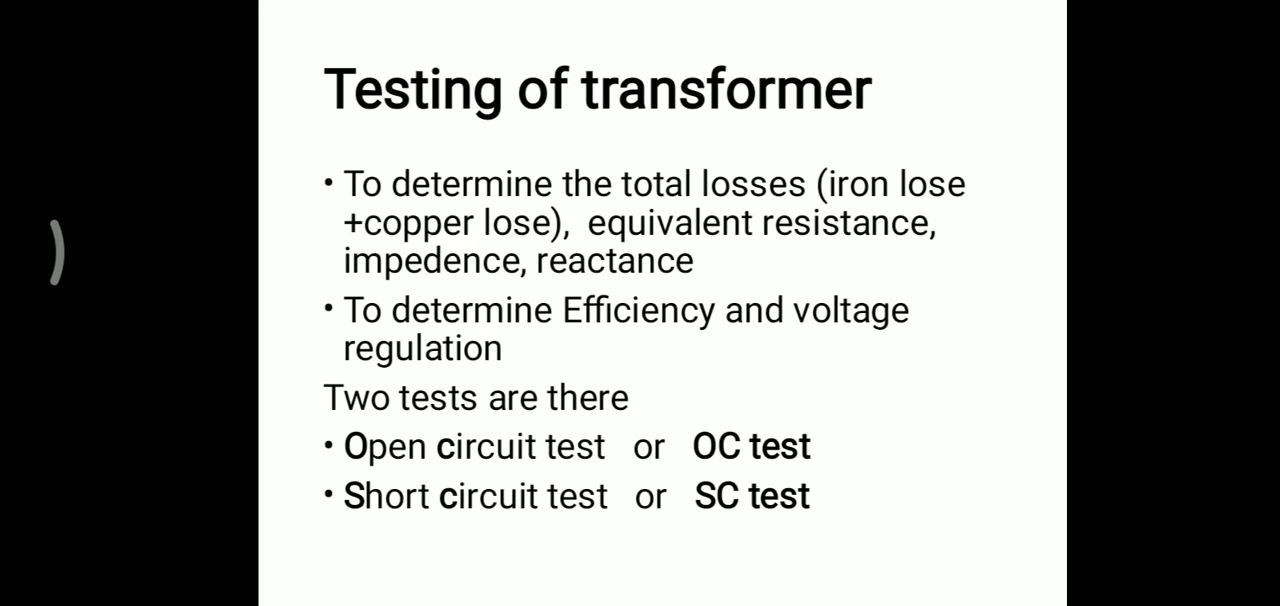 Testing of transformer
• To determine the total losses (iron lose
+copper lose), equivalent resistance,
impedence, reactance
• To determine Efficiency and voltage
regulation
Two tests are there
• Open circuit test or OC test
• Short circuit test or SC test